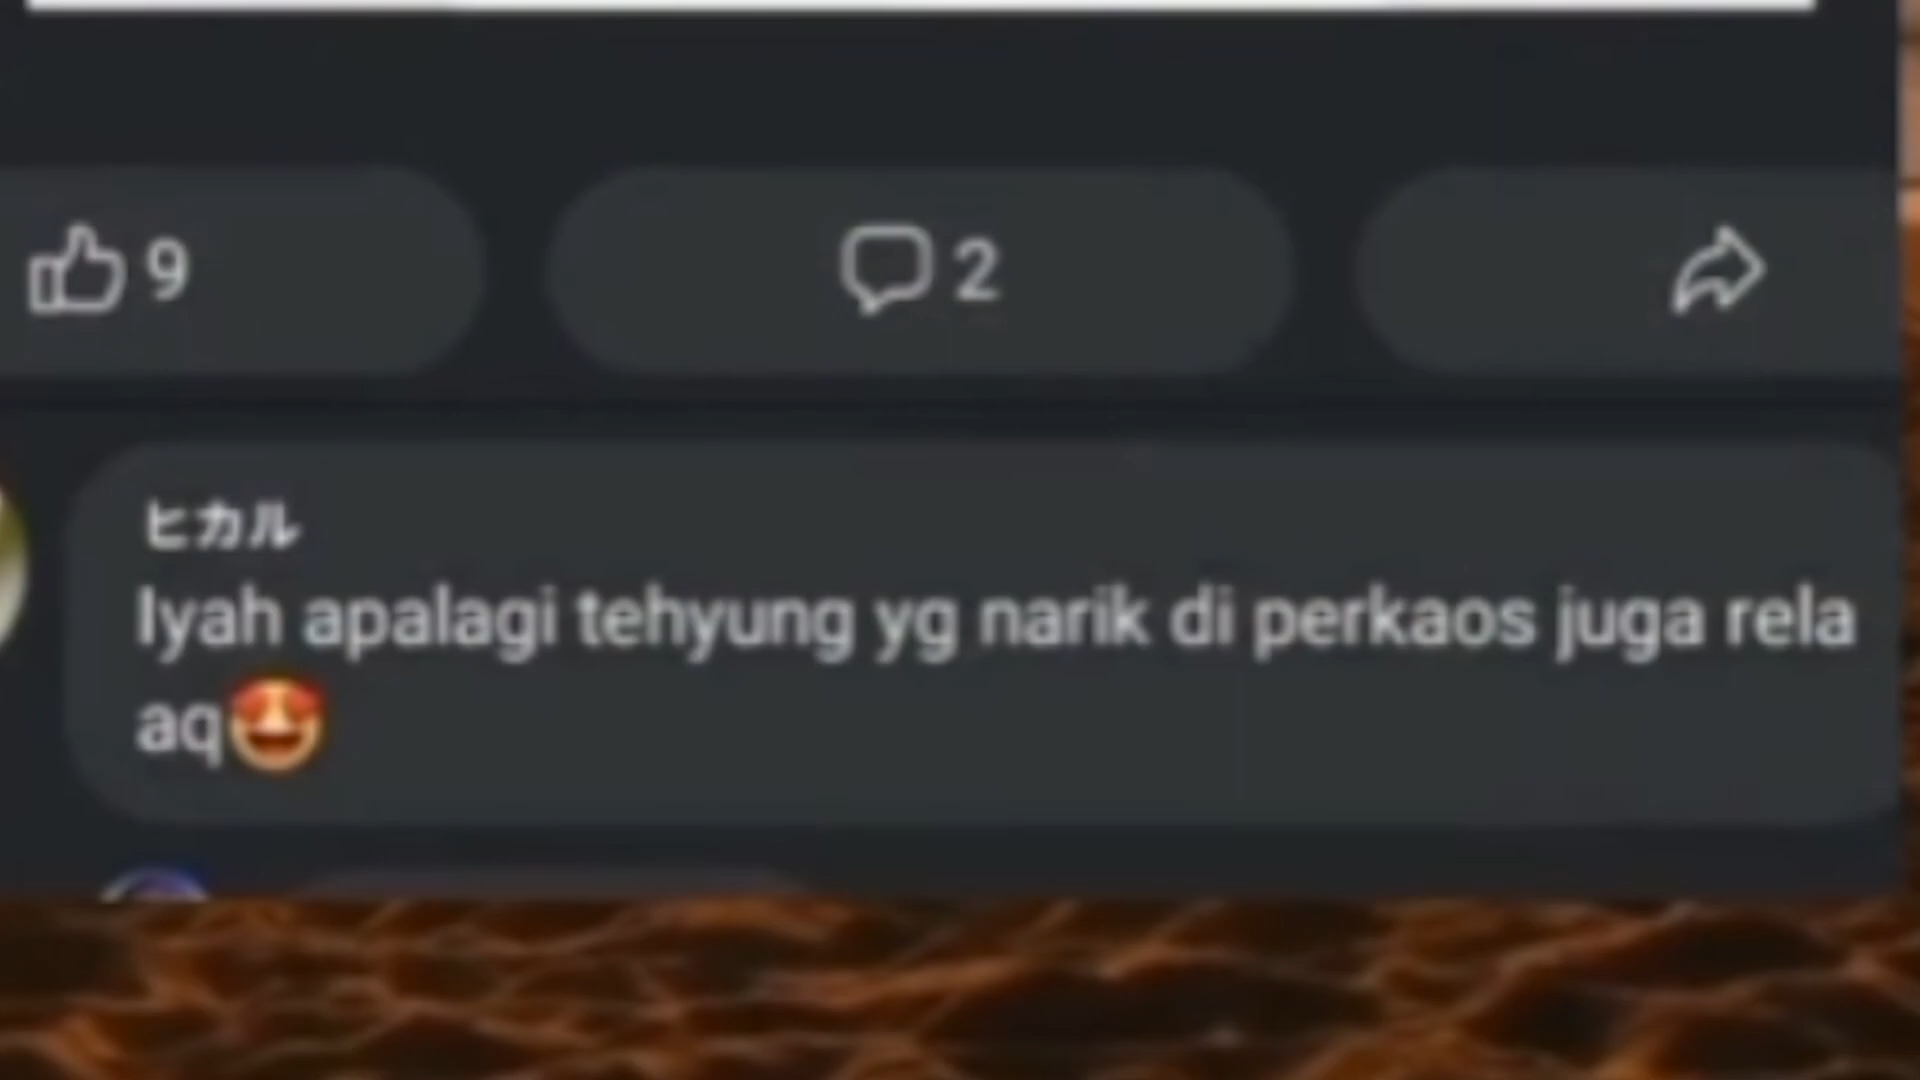 9
2
ヒカル
Iyah apalagi tehyung yg narik di perkaos juga rela
aq🤩